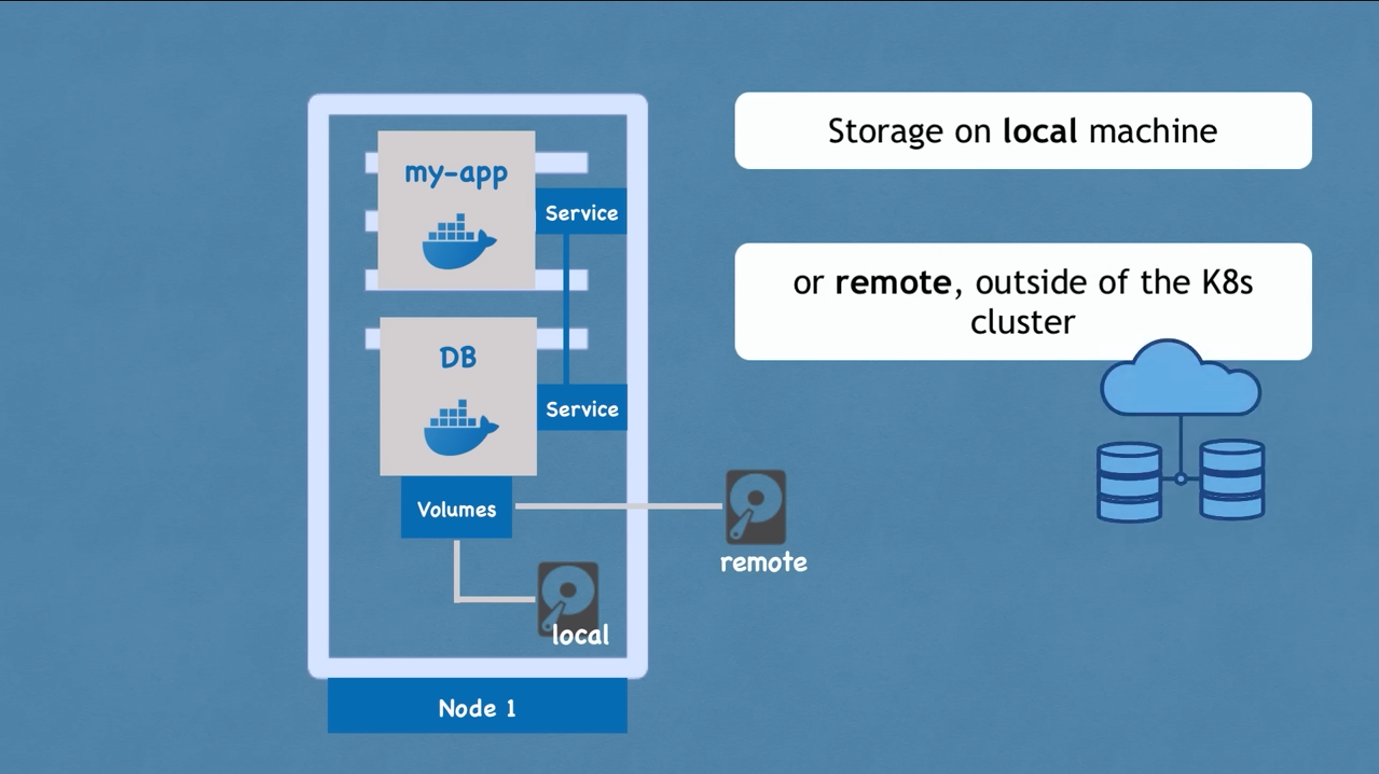 my-app
Service
DB
Service
Volumes
remote
local
Node 1
Storage on local machine
or remote, outside of the K8s
cluster